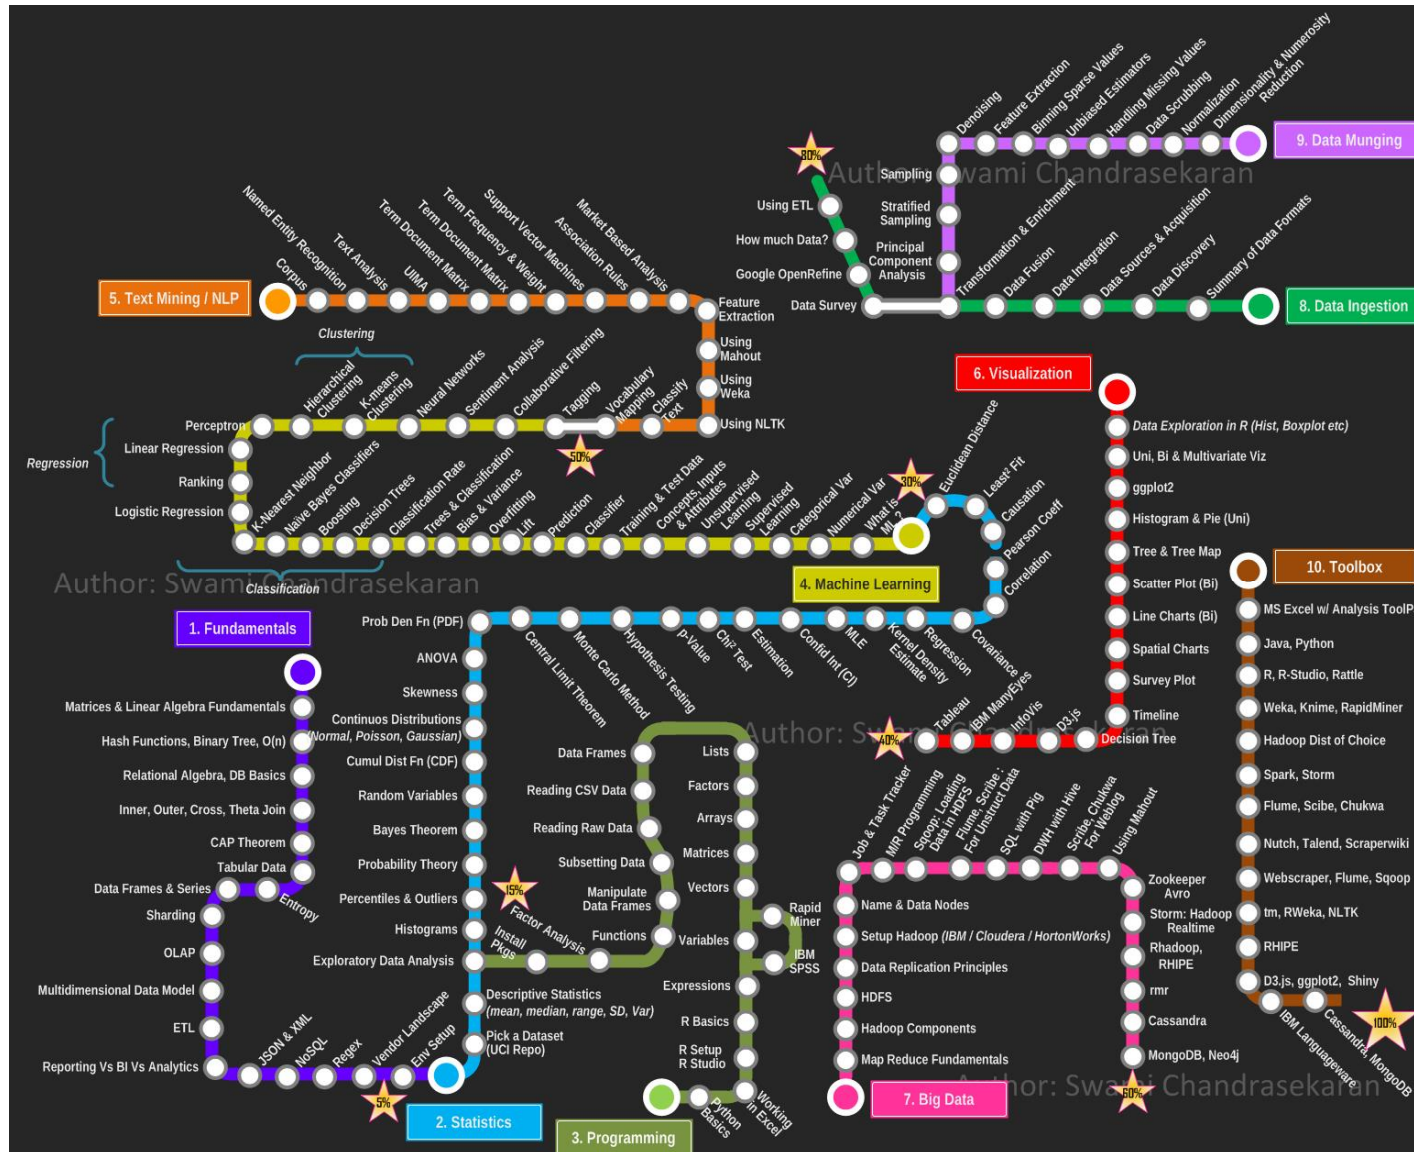 Author: Swami Chandrasekaran
9. Data Munging
Denoising
Feature Extraction
Binning Sparse Values
Unbiased Estimators
Handling Missing Values
Data Scrubbing
Normalization
Dimensionality & Numerosity
Reduction
Sampling
Stratified
Sampling
Principal
Component
Analysis
80%
Using ETL
How much Data?
Google OpenRefine
Data Survey
Transformation & Enrichment
Data Fusion
Data Integration
Data Sources & Acquisition
Data Discovery
Summary of Data Formats
8. Data Ingestion
5. Text Mining / NLP
Corpus
Named Entity Recognition
Text Analysis
UIMA
Term Document Matrix
Term Document Matrix
Term Frequency & Weight
Support Vector Machines
Association Rules
Market Based Analysis
Feature
Extraction
Using
Mahout
Using
Weka
Using NLTK
Classify
Text
Vocabulary
Mapping
Tagging
50%
Collaborative Filtering
Sentiment Analysis
Neural Networks
Clustering
K-means
Clustering
Hierarchical
Clustering
Perceptron
Linear Regression
Regression
Ranking
Logistic Regression
K-Nearest Neighbor
Naive Bayes Classifiers
Boosting
Decision Trees
Classification Rate
Trees & Classification
Bias & Variance
Overfitting
Lift
Prediction
Classifier
Training & Test Data
Concepts, Inputs
& Attributes
Unsupervised
Learning
Supervised
Learning
Categorical Var
Numerical Var
What is
ML?
Classification
Author: Swami Chandrasekaran
4. Machine Learning
30%
Euclidean Distance
Least² Fit
Causation
Pearson Coeff
Correlation
Covariance
Regression
Kernel Density
Estimate
MLE
Confid Int (CI)
Estimation
Chi² Test
p-Value
Hypothesis Testing
Monte Carlo Method
Central Limit Theorem
Prob Den Fn (PDF)
ANOVA
Skewness
Continuos Distributions
(Normal, Poisson, Gaussian)
Cumul Dist Fn (CDF)
Random Variables
Bayes Theorem
Probability Theory
Percentiles & Outliers
Histograms
Exploratory Data Analysis
Descriptive Statistics
(mean, median, range, SD, Var)
Pick a Dataset
(UCI Repo)
2. Statistics
1. Fundamentals
Matrices & Linear Algebra Fundamentals
Hash Functions, Binary Tree, O(n)
Relational Algebra, DB Basics
Inner, Outer, Cross, Theta Join
CAP Theorem
Tabular Data
Entropy
Data Frames & Series
Sharding
OLAP
Multidimensional Data Model
ETL
Reporting Vs BI Vs Analytics
JSON & XML
NoSQL
Regex
Vendor Landscape
Env Setup
5%
3. Programming
Python
Basics
Working
in Excel
R Setup
R Studio
R Basics
Expressions
Variables
IBM
SPSS
Rapid
Miner
Vectors
Matrices
Arrays
Factors
Lists
Data Frames
Reading CSV Data
Reading Raw Data
Subsetting Data
Manipulate
Data Frames
Functions
Factor Analysis
Install
Pkgs
15%
6. Visualization
Data Exploration in R (Hist, Boxplot etc)
Uni, Bi & Multivariate Viz
ggplot2
Histogram & Pie (Uni)
Tree & Tree Map
Scatter Plot (Bi)
Line Charts (Bi)
Spatial Charts
Survey Plot
Timeline
Decision Tree
D3.js
InfoVis
IBM ManyEyes
Tableau
40%
Author: Swami Chandrasekaran
7. Big Data
Map Reduce Fundamentals
Hadoop Components
HDFS
Data Replication Principles
Setup Hadoop (IBM / Cloudera / HortonWorks)
Name & Data Nodes
Job & Task Tracker
M/R Programming
Sqoop: Loading
Data in HDFS
Flume, Scribe :
For Unstruct Data
SQL with Pig
DWH with Hive
Scribe, Chukwa
For Weblog
Using Mahout
Zookeeper
Avro
Storm: Hadoop
Realtime
Rhadoop,
RHIPE
rmr
Cassandra
MongoDB, Neo4j
60%
Author: Swami Chandrasekaran
10. Toolbox
MS Excel w/ Analysis ToolP
Java, Python
R, R-Studio, Rattle
Weka, Knime, RapidMiner
Hadoop Dist of Choice
Spark, Storm
Flume, Scibe, Chukwa
Nutch, Talend, Scraperwiki
Webscraper, Flume, Sqoop
tm, RWeka, NLTK
RHIPE
D3.js, ggplot2, Shiny
IBM Languageware
Cassandra, MongoDB
100%